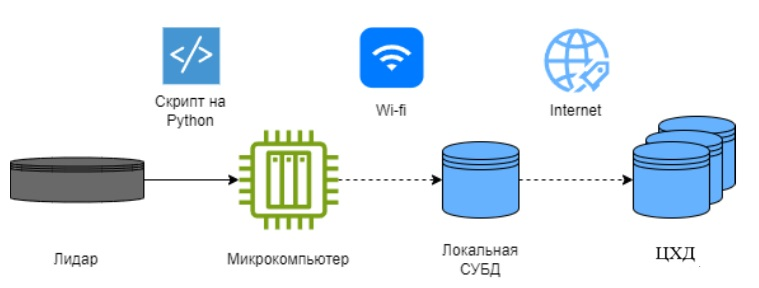 </>
Скрипт на
Python
Wi-fi
Internet
Лидар
Микрокомпьютер
Локальная
СУБД
ЦХД